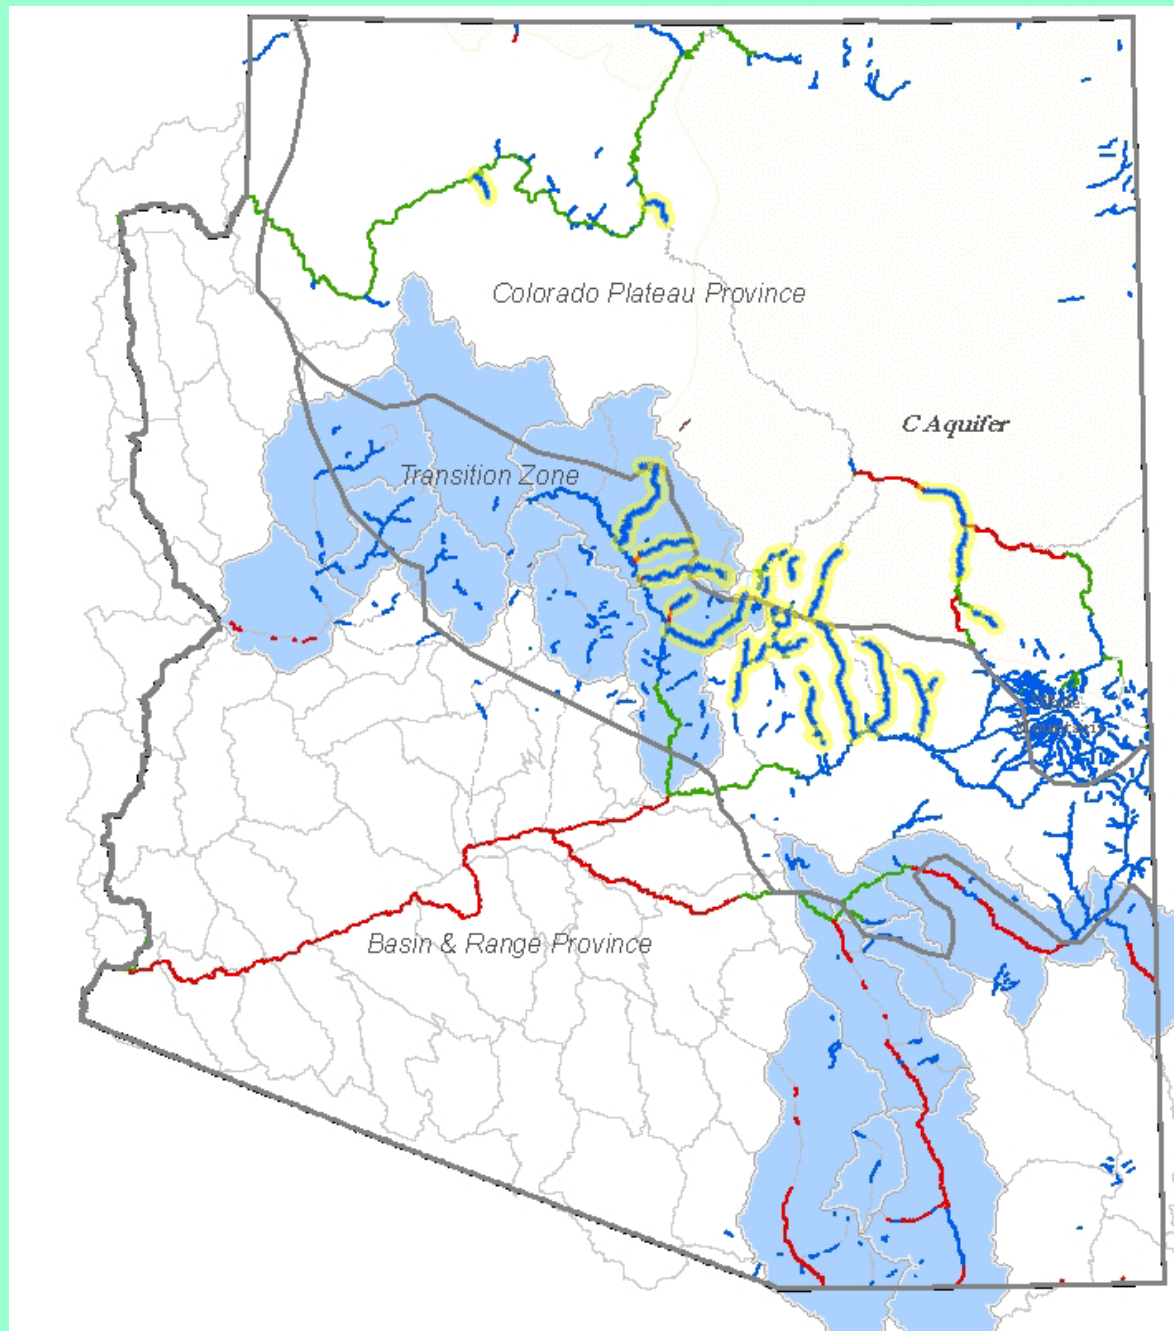 Colorado Plateau Province
C Aquifer
Transition Zone
Basin & Range Province